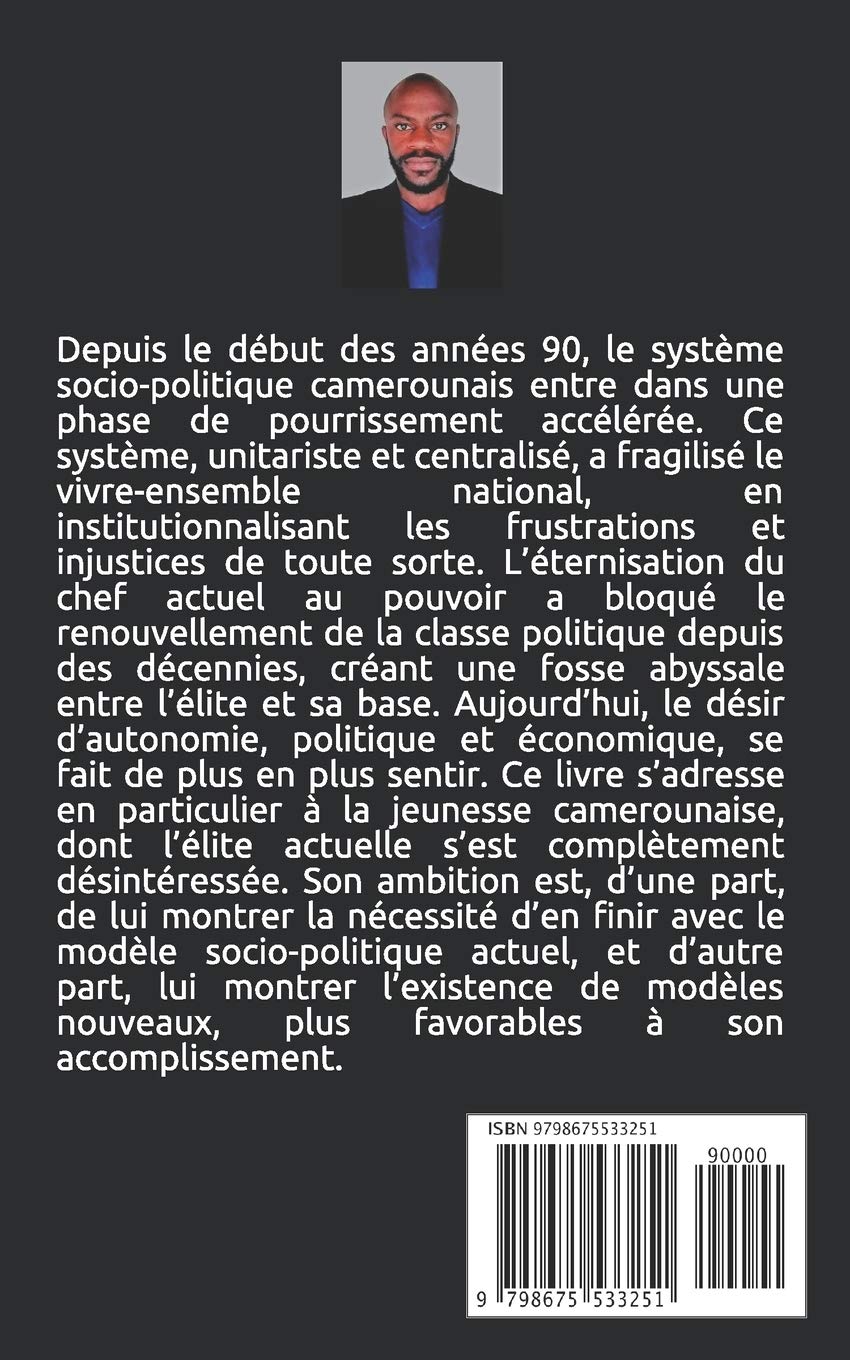 Depuis le début des années 90, le système
socio-politique camerounais entre dans une
phase de pourrissement accélérée. Ce
système, unitariste et centralisé, a fragilisé le
vivre-ensemble national, en
institutionnalisant les frustrations et
injustices de toute sorte. L’éternisation du
chef actuel au pouvoir a bloqué le
renouvellement de la classe politique depuis
des décennies, créant une fosse abyssale
entre l’élite et sa base. Aujourd’hui, le désir
d’autonomie, politique et économique, se
fait de plus en plus sentir. Ce livre s’adresse
en particulier à la jeunesse camerounaise,
dont l’élite actuelle s’est complètement
désintéressée. Son ambition est, d’une part,
de lui montrer la nécessité d’en finir avec le
modèle socio-politique actuel, et d’autre
part, lui montrer l’existence de modèles
nouveaux, plus favorables à son
accomplissement.
ISBN 9798675533251
90000
9 798675 533251